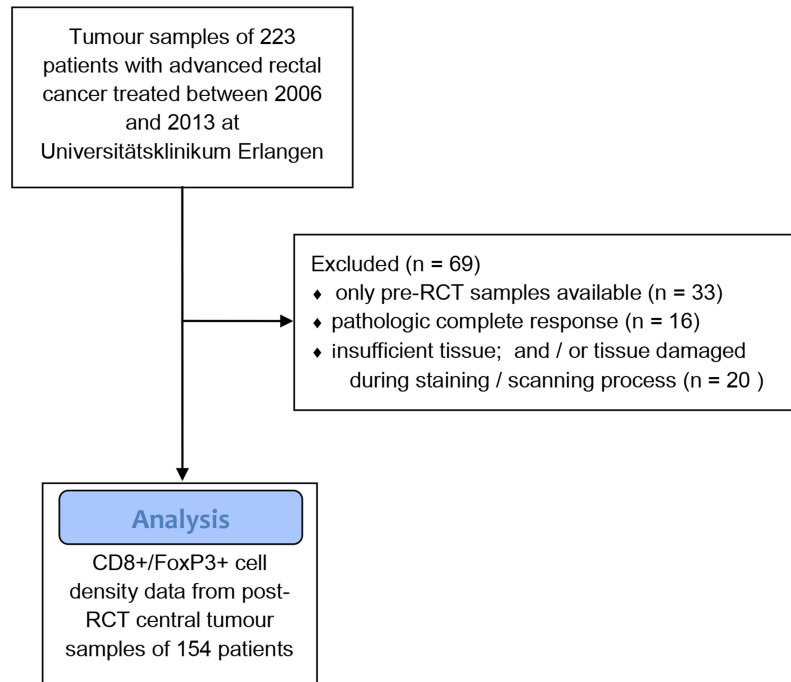 Tumour samples of 223
patients with advanced rectal
cancer treated between 2006
and 2013 at
Universitätsklinikum Erlangen
Excluded (n = 69)
♦ only pre-RCT samples available (n = 33)
♦ pathologic complete response (n = 16)
♦ insufficient tissue; and / or tissue damaged
during staining / scanning process (n = 20 )
Analysis
CD8+/FoxP3+ cell
density data from post-
RCT central tumour
samples of 154 patients